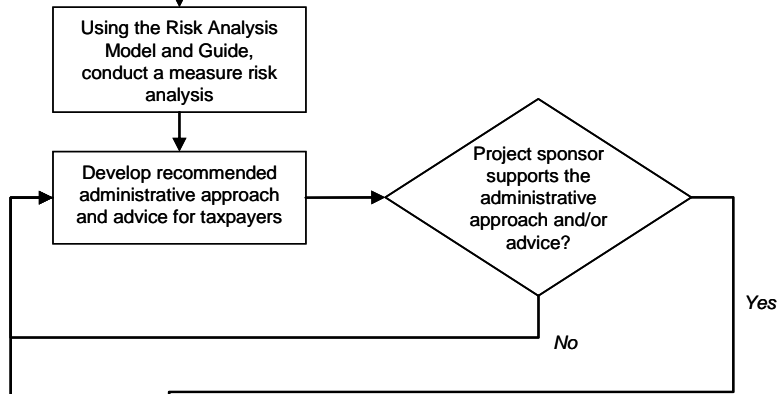 Using the Risk Analysis
Model and Guide,
conduct a measure risk
analysis
Develop recommended
administrative approach
and advice for taxpayers
Project sponsor
supports the
administrative
approach and/or
advice?
Yes
No